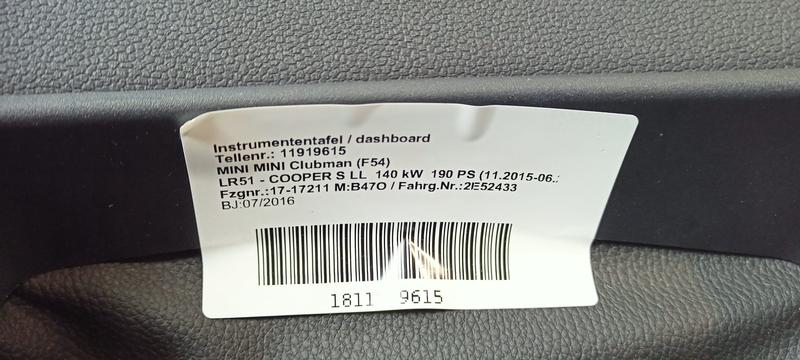 Instrumententafel / dashboard
Teilenr.: 11919615
MINI MINI Clubman (F54)
LR51 - COOPER S LL 140 kW 190 PS (11.2015-06.:
Fzgnr.:17-17211 M:B47O / Fahrg.Nr.:2E52433
BJ:07/2016
1811 9615